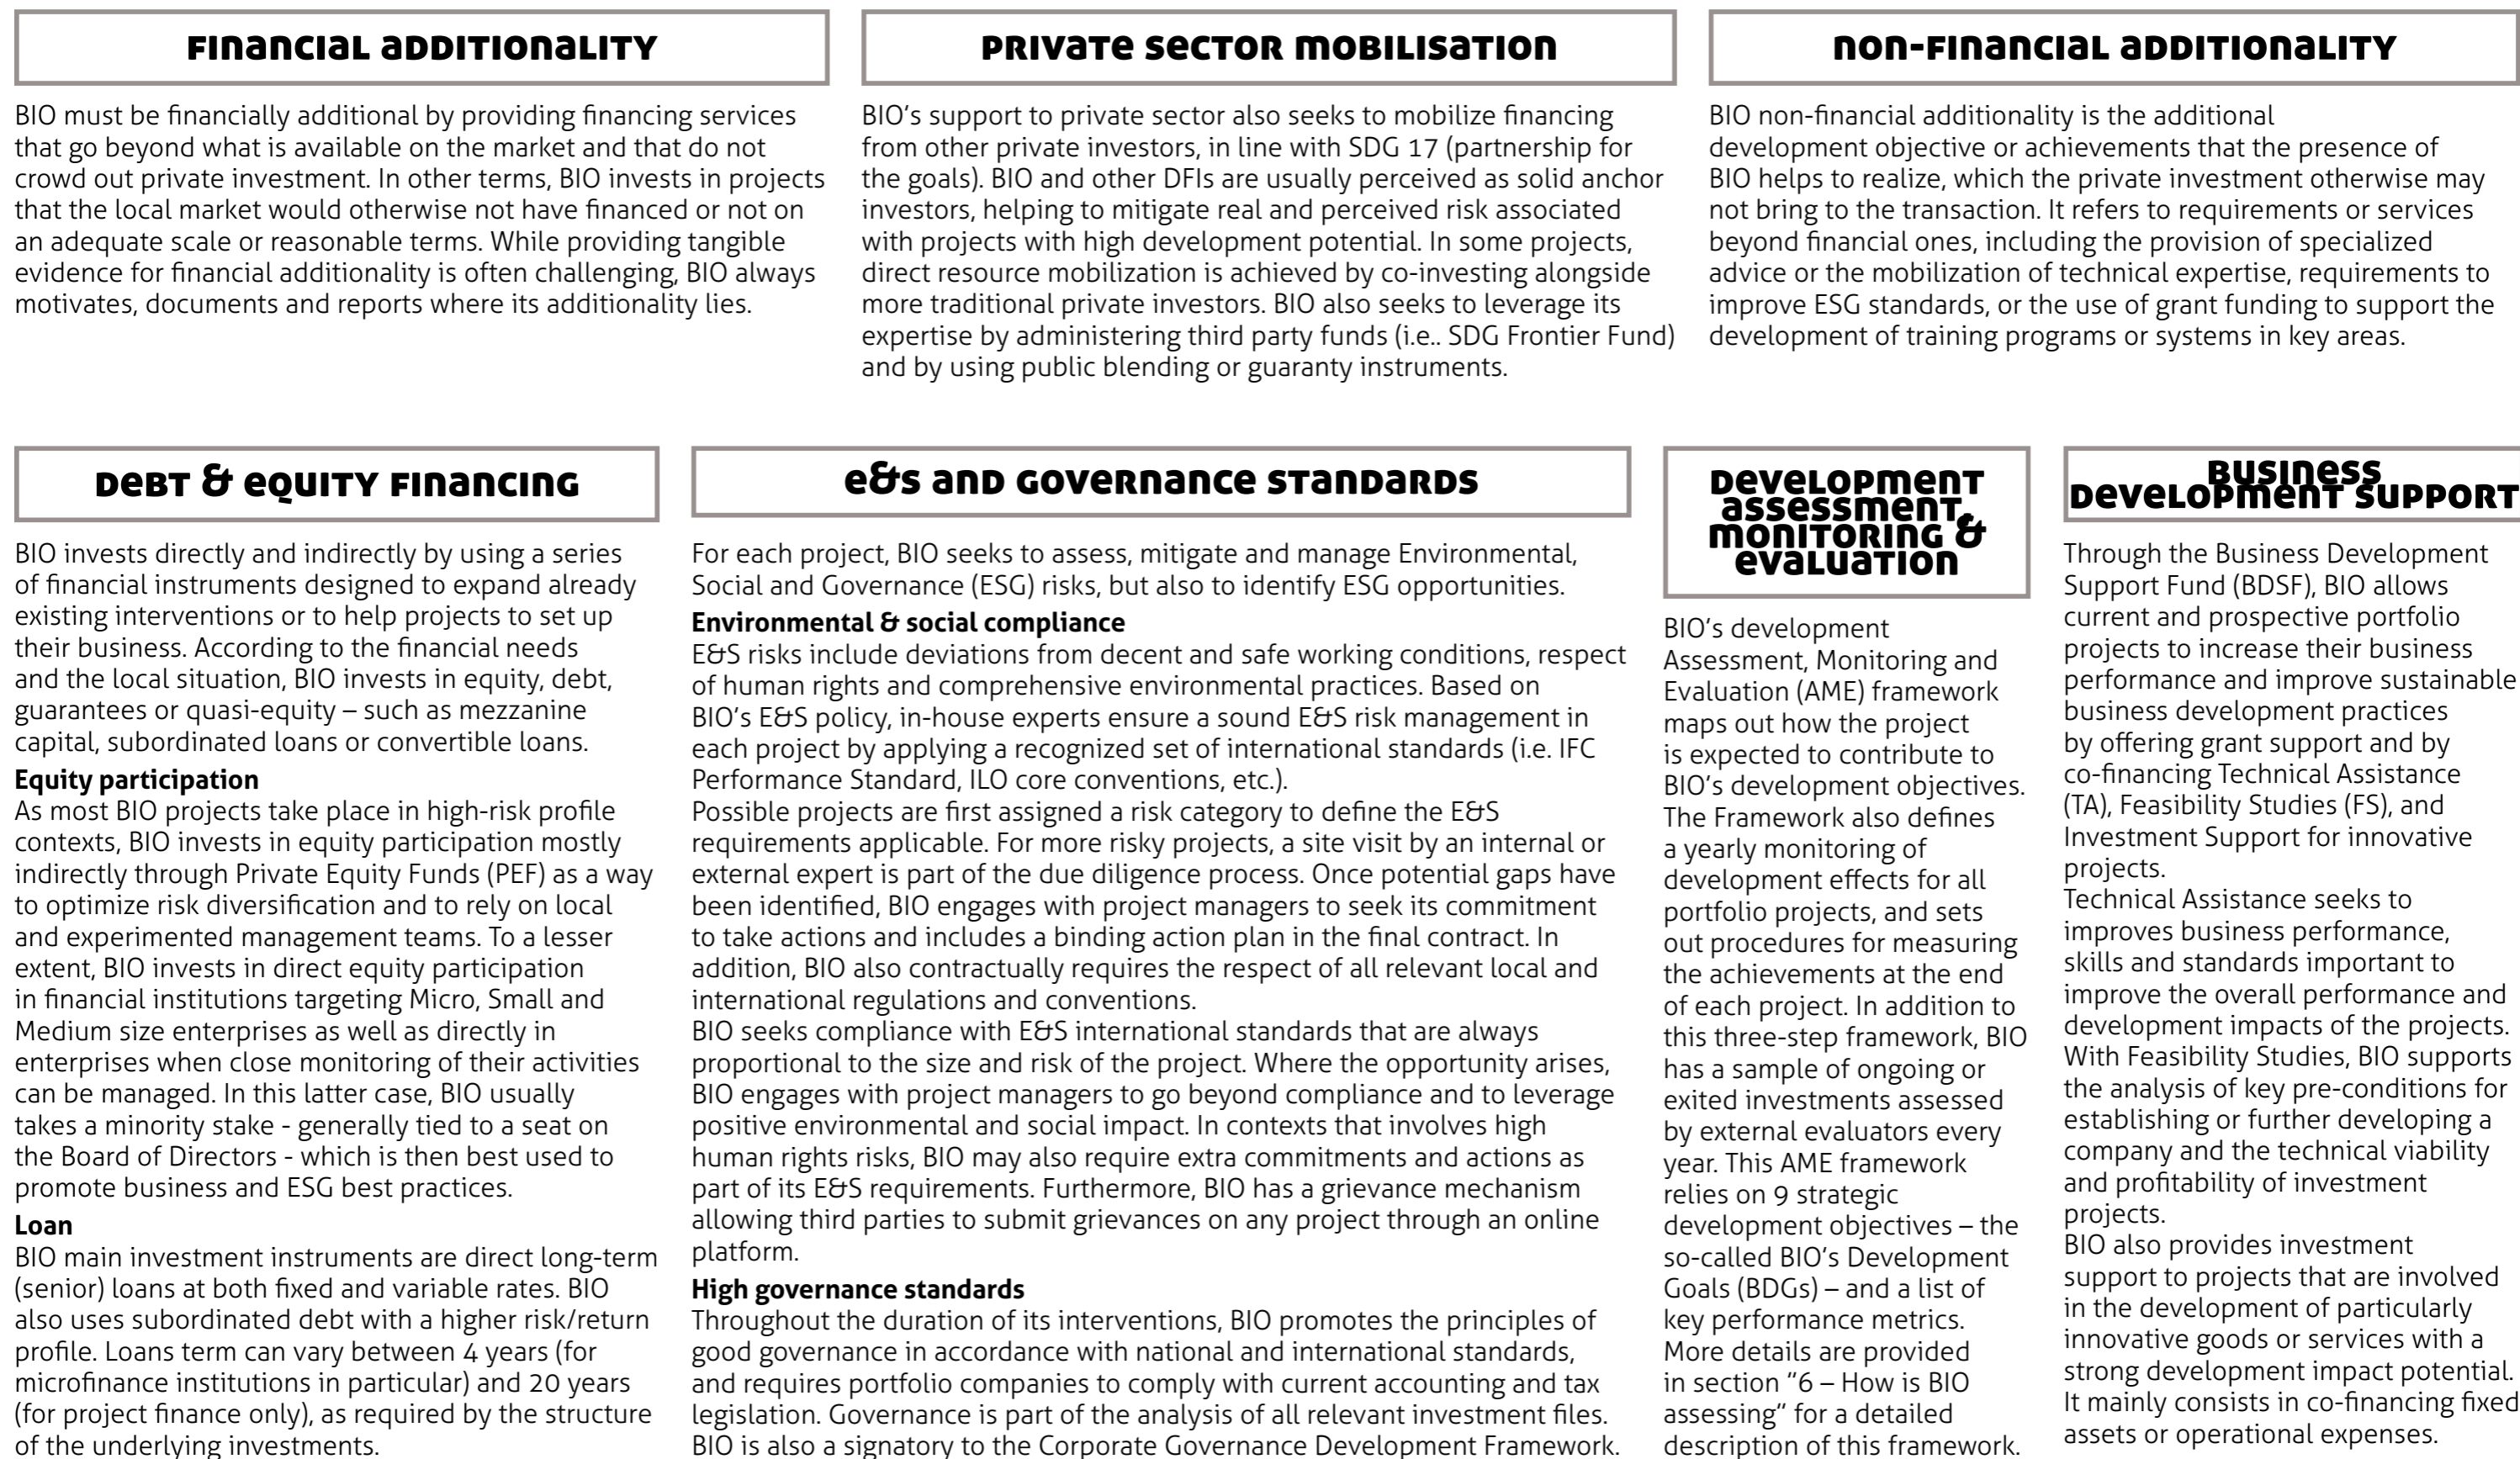 FINANCIAL ADDITIONALITY
BIO must be financially additional by providing financing services
that go beyond what is available on the market and that do not
crowd out private investment. In other terms, BIO invests in projects
that the local market would otherwise not have financed or not on
an adequate scale or reasonable terms. While providing tangible
evidence for financial additionality is often challenging, BIO always
motivates, documents and reports where its additionality lies.
PRIVATE SECTOR MOBILISATION
BIO's support to private sector also seeks to mobilize financing
from other private investors, in line with SDG 17 (partnership for
the goals). BIO and other DFIs are usually perceived as solid anchor
investors, helping to mitigate real and perceived risk associated
with projects with high development potential. In some projects,
direct resource mobilization is achieved by co-investing alongside
more traditional private investors. BIO also seeks to leverage its
expertise by administering third party funds (i.e.. SDG Frontier Fund)
and by using public blending or guaranty instruments.
NON-FINANCIAL ADDITIONALITY
BIO non-financial additionality is the additional
development objective or achievements that the presence of
BIO helps to realize, which the private investment otherwise may
not bring to the transaction. It refers to requirements or services
beyond financial ones, including the provision of specialized
advice or the mobilization of technical expertise, requirements to
improve ESG standards, or the use of grant funding to support the
development of training programs or systems in key areas.
DEBT & EQUITY FINANCING
BIO invests directly and indirectly by using a series
of financial instruments designed to expand already
existing interventions or to help projects to set up
their business. According to the financial needs
and the local situation, BIO invests in equity, debt,
guarantees or quasi-equity – such as mezzanine
capital, subordinated loans or convertible loans.
Equity participation
As most BIO projects take place in high-risk profile
contexts, BIO invests in equity participation mostly
indirectly through Private Equity Funds (PEF) as a way
to optimize risk diversification and to rely on local
and experimented management teams. To a lesser
extent, BIO invests in direct equity participation
in financial institutions targeting Micro, Small and
Medium size enterprises as well as directly in
enterprises when close monitoring of their activities
can be managed. In this latter case, BIO usually
takes a minority stake - generally tied to a seat on
the Board of Directors - which is then best used to
promote business and ESG best practices.
Loan
BIO main investment instruments are direct long-term
(senior) loans at both fixed and variable rates. BIO
also uses subordinated debt with a higher risk/return
profile. Loans term can vary between 4 years (for
microfinance institutions in particular) and 20 years
(for project finance only), as required by the structure
of the underlying investments.
E&S AND GOVERNANCE STANDARDS
For each project, BIO seeks to assess, mitigate and manage Environmental,
Social and Governance (ESG) risks, but also to identify ESG opportunities.
Environmental & social compliance
E&S risks include deviations from decent and safe working conditions, respect
of human rights and comprehensive environmental practices. Based on
BIO's E&S policy, in-house experts ensure a sound E&S risk management in
each project by applying a recognized set of international standards (i.e. IFC
Performance Standard, ILO core conventions, etc.).
Possible projects are first assigned a risk category to define the E&S
requirements applicable. For more risky projects, a site visit by an internal or
external expert is part of the due diligence process. Once potential gaps have
been identified, BIO engages with project managers to seek its commitment
to take actions and includes a binding action plan in the final contract. In
addition, BIO also contractually requires the respect of all relevant local and
international regulations and conventions.
BIO seeks compliance with E&S international standards that are always
proportional to the size and risk of the project. Where the opportunity arises,
BIO engages with project managers to go beyond compliance and to leverage
positive environmental and social impact. In contexts that involves high
human rights risks, BIO may also require extra commitments and actions as
part of its E&S requirements. Furthermore, BIO has a grievance mechanism
allowing third parties to submit grievances on any project through an online
platform.
High governance standards
Throughout the duration of its interventions, BIO promotes the principles of
good governance in accordance with national and international standards,
and requires portfolio companies to comply with current accounting and tax
legislation. Governance is part of the analysis of all relevant investment files.
BIO is also a signatory to the Corporate Governance Development Framework.
DEVELOPMENT
ASSESSMENT,
MONITORING &
EVALUATION
BIO's development
Assessment, Monitoring and
Evaluation (AME) framework
maps out how the project
is expected to contribute to
BIO's development objectives.
The Framework also defines
a yearly monitoring of
development effects for all
portfolio projects, and sets
out procedures for measuring
the achievements at the end
of each project. In addition to
this three-step framework, BIO
has a sample of ongoing or
exited investments assessed
by external evaluators every
year. This AME framework
relies on 9 strategic
development objectives – the
so-called BIO's Development
Goals (BDGs) – and a list of
key performance metrics.
More details are provided
in section "6 – How is BIO
assessing" for a detailed
description of this framework.
BUSINESS
DEVELOPMENT SUPPORT
Through the Business Development
Support Fund (BDSF), BIO allows
current and prospective portfolio
projects to increase their business
performance and improve sustainable
business development practices
by offering grant support and by
co-financing Technical Assistance
(TA), Feasibility Studies (FS), and
Investment Support for innovative
projects.
Technical Assistance seeks to
improves business performance,
skills and standards important to
improve the overall performance and
development impacts of the projects.
With Feasibility Studies, BIO supports
the analysis of key pre-conditions for
establishing or further developing a
company and the technical viability
and profitability of investment
projects.
BIO also provides investment
support to projects that are involved
in the development of particularly
innovative goods or services with a
strong development impact potential.
It mainly consists in co-financing fixed
assets or operational expenses.